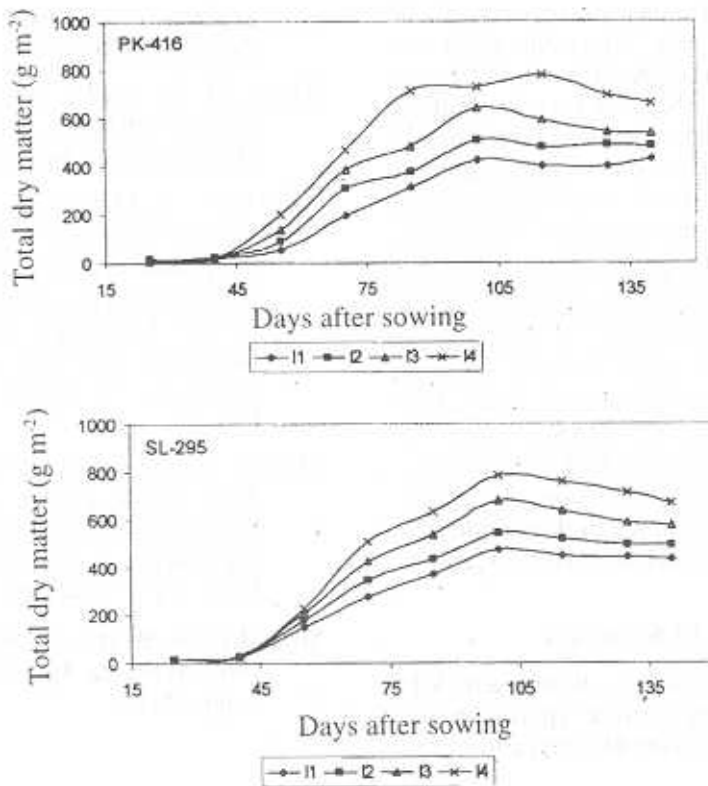 PK-416
Total dry matter (g m-2)
1000
800
600
400
200
0
15 45 75 105 135
Days after sowing
I1 I2 I3 I4
SL-295
Total dry matter (g m-2)
1000
800
600
400
200
0
15 45 75 105 135
Days after sowing
I1 I2 I3 I4